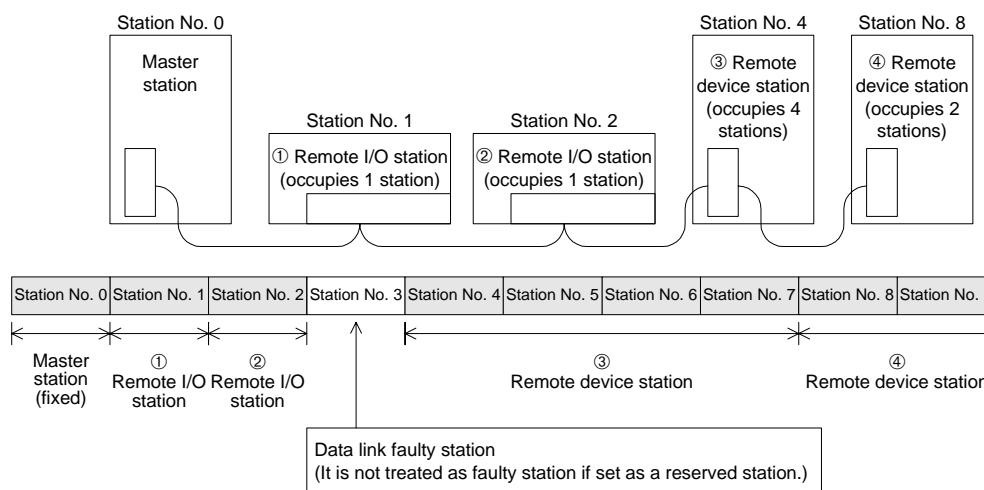 Station No. 0
Station No. 4
Station No. 8
Master
station
③ Remote
device station
(occupies 4
stations)
④ Remote
device station
(occupies 2
stations)
Station No. 1
Station No. 2
① Remote I/O station
(occupies 1 station)
② Remote I/O station
(occupies 1 station)
Station No. 0
Station No. 1
Station No. 2
Station No. 3
Station No. 4
Station No. 5
Station No. 6
Station No. 7
Station No. 8
Station No.
Master
station
(fixed)
①
Remote I/O
station
②
Remote I/O
station
③
Remote device station
④
Remote device station
Data link faulty station
(It is not treated as faulty station if set as a reserved station.)